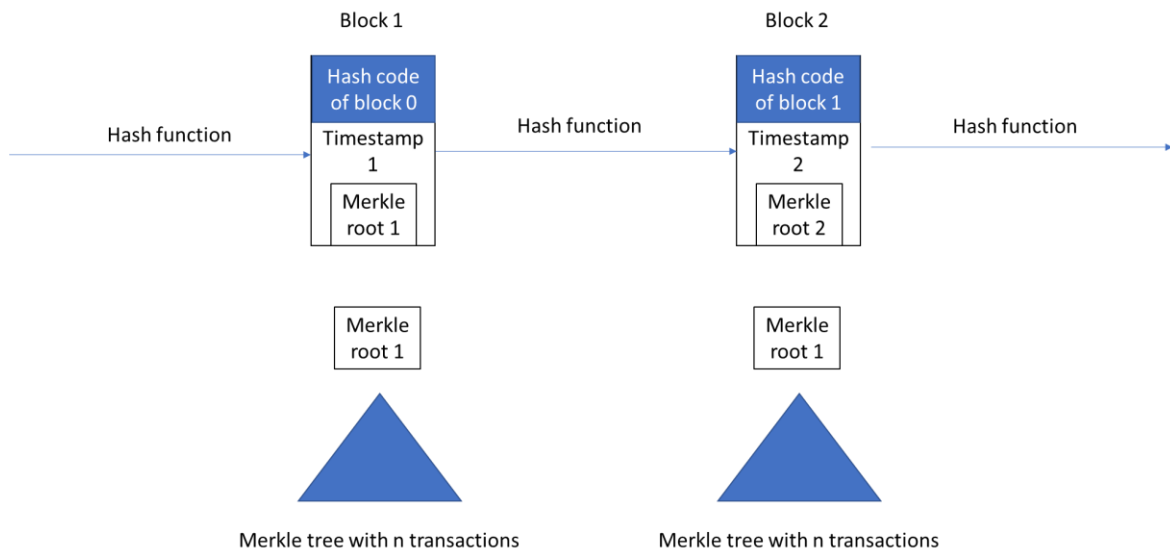 Block 1
Block 2
Hash code
of block 0
Hash code
of block 1
Hash function
Hash function
Hash function
Timestamp
1
Timestamp
2
Merkle
root 1
Merkle
root 2
Merkle
root 1
Merkle
root 1
Merkle tree with n transactions
Merkle tree with n transactions